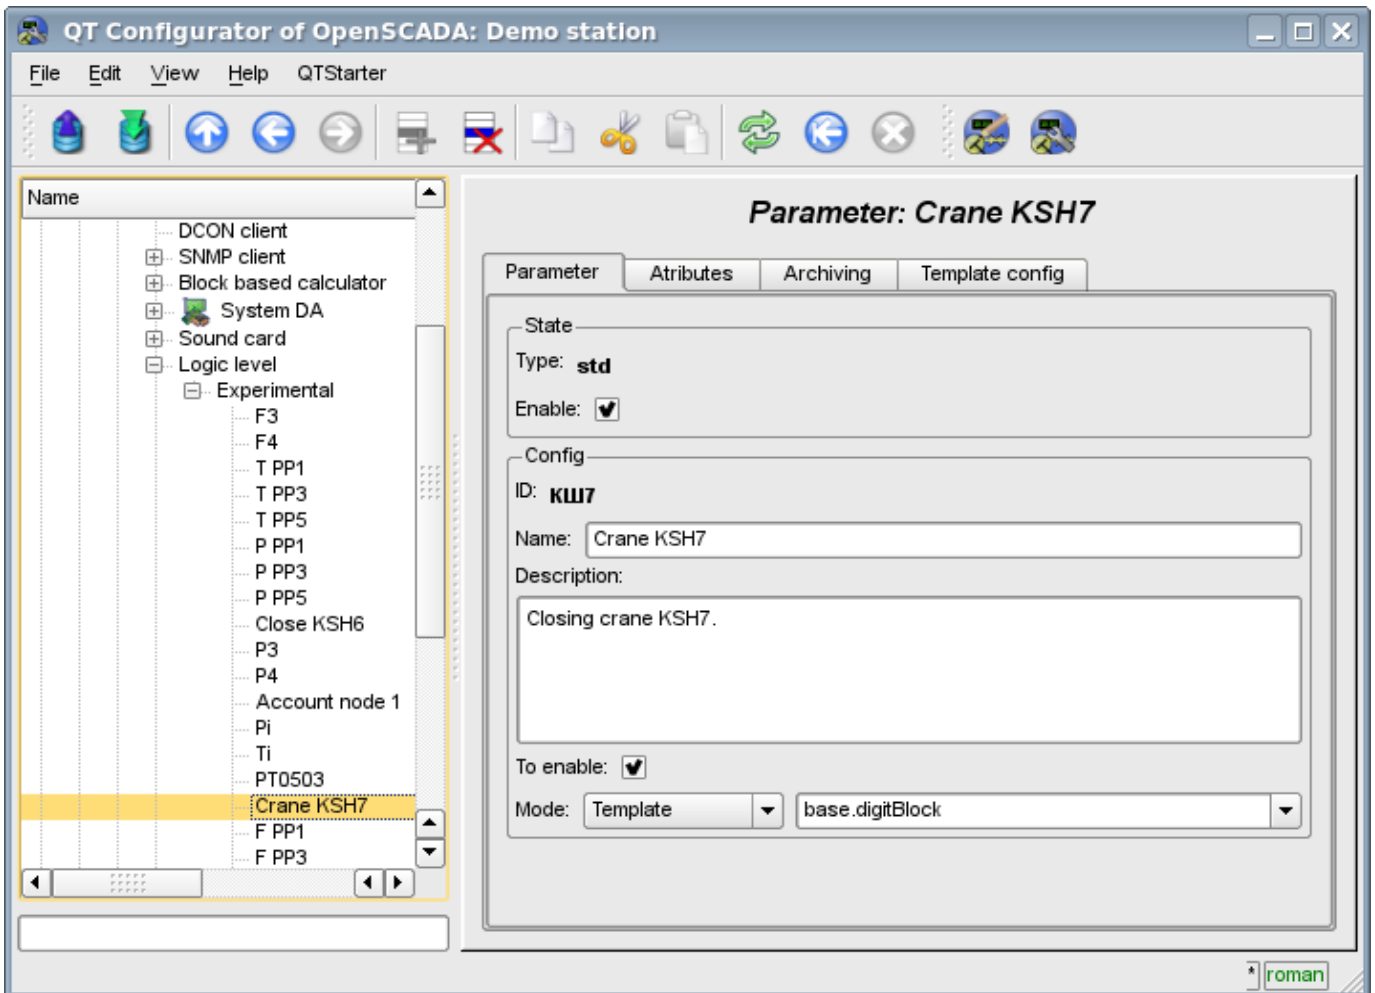 QT Configurator of OpenSCADA: Demo station
File Edit View Help QTStarter
Name
DCON client
SNMP client
Block based calculator
System DA
Sound card
Logic level
Experimental
F3
F4
T PP1
T PP3
T PP5
P PP1
P PP3
P PP5
Close KSH6
P3
P4
Account node 1
Pi
Ti
PT0503
Crane KSH7
F PP1
F PP3
Parameter: Crane KSH7
Parameter Atributes Archiving Template config
State
Type: std
Enable:
Config
ID: КШ7
Name: Crane KSH7
Description:
Closing crane KSH7.
To enable:
Mode: Template base.digitBlock
* roman